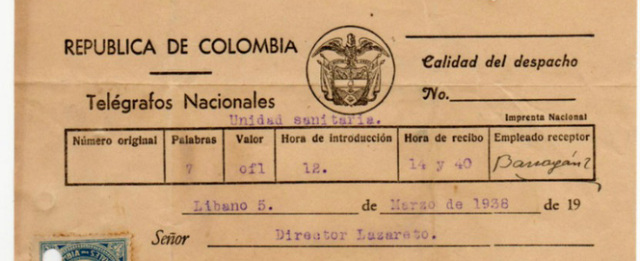 REPUBLICA DE COLOMBIA
Calidad del despacho
No.
Telégrafos Nacionales
Unidad sanitaria.
Imprenta Nacional
Número original Palabras Valor Hora de introducción Hora de recibo Empleado receptor
7 ofl 12. 14 y 40 Barragán
Libano 5. de Marzo de 1938 de 19
Señor Director Lazareto.